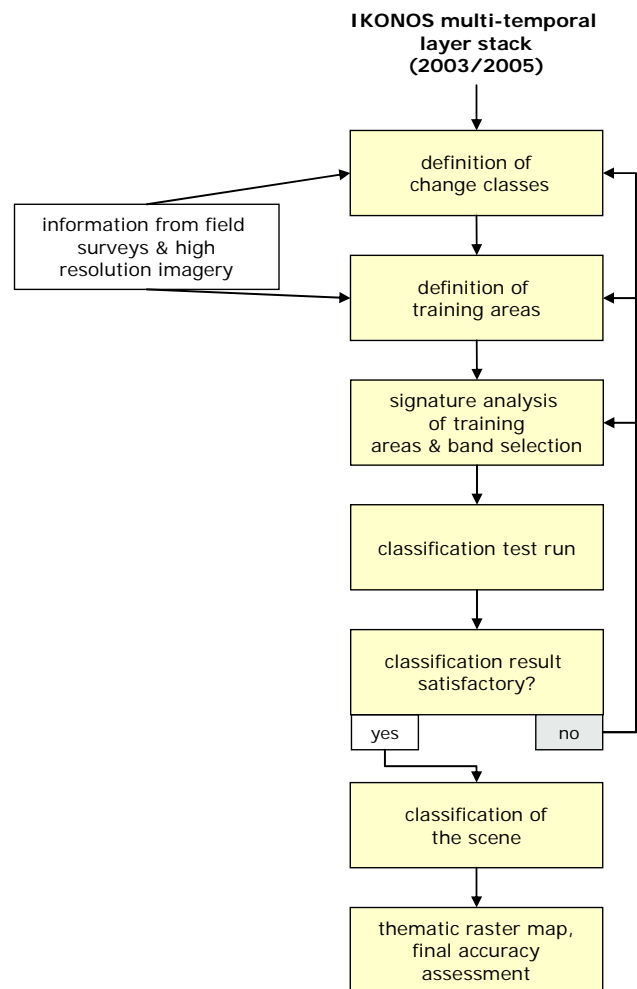 IKONOS multi-temporal
layer stack
(2003/2005)
definition of
change classes
information from field
surveys & high
resolution imagery
definition of
training areas
signature analysis
of training
areas & band selection
classification test run
classification result
satisfactory?
yes
no
classification of
the scene
thematic raster map,
final accuracy
assessment